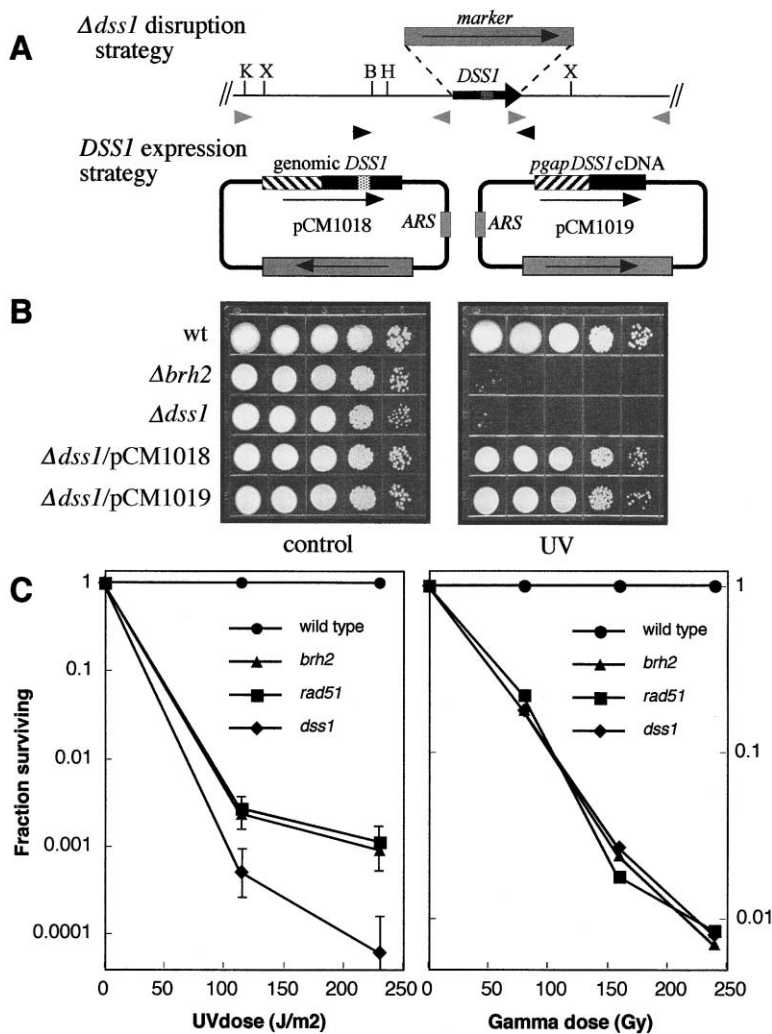 Δdss1 disruption
strategy
marker
A
K X B H DSS1 X
DSS1 expression
strategy
genomic DSS1
pgapDSS1cDNA
pCM1018
ARS
ARS
pCM1019
B
wt
Δbrh2
Δdss1
Δdss1/pCM1018
Δdss1/pCM1019
control
UV
C
1
0.1
0.01
0.001
0.0001
Fraction surviving
wild type
brh2
rad51
dss1
0 50 100 150 200 250
UVdose (J/m2)
wild type
brh2
rad51
dss1
1
0.1
0.01
0 50 100 150 200 250
Gamma dose (Gy)